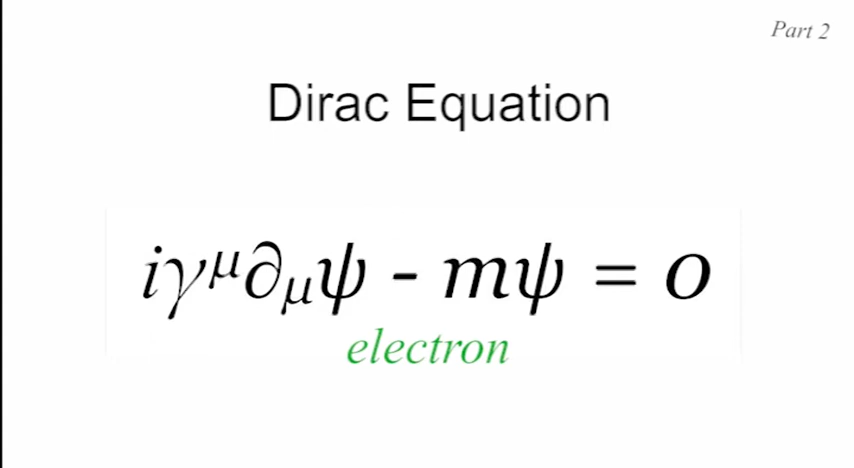 Part 2
Dirac Equation
iγ^μ∂_μψ - mψ = 0
electron